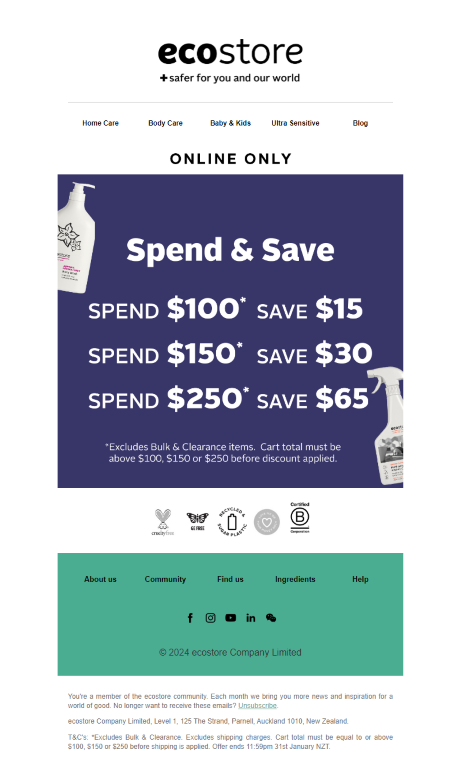 ecostore
+safer for you and our world
Home Care Body Care Baby & Kids Ultra Sensitive Blog
ONLINE ONLY
Spend & Save
SPEND $100* SAVE $15
SPEND $150* SAVE $30
SPEND $250* SAVE $65
*Excludes Bulk & Clearance items. Cart total must be
above $100, $150 or $250 before discount applied.
crueltyfree
GE FREE
RECYCLED &
SUGAR PLASTIC
Certified
B
Corporation
About us Community Find us Ingredients Help
© 2024 ecostore Company Limited
You're a member of the ecostore community. Each month we bring you more news and inspiration for a
world of good. No longer want to receive these emails? Unsubscribe.
ecostore Company Limited, Level 1, 125 The Strand, Parnell, Auckland 1010, New Zealand.
T&C's: *Excludes Bulk & Clearance. Excludes shipping charges. Cart total must be equal to or above
$100, $150 or $250 before shipping is applied. Offer ends 11:59pm 31st January NZT.